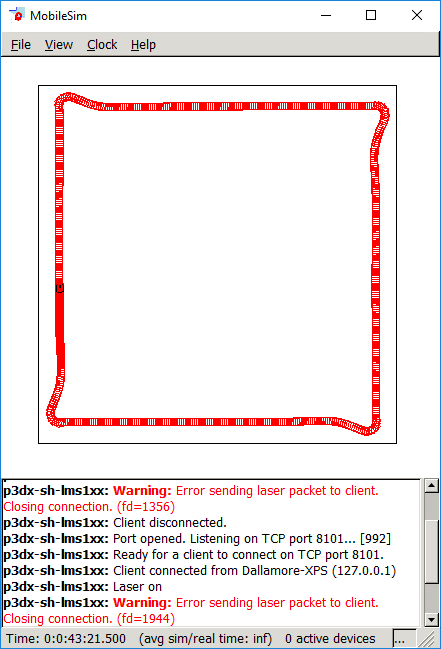 MobileSim
File View Clock Help
p3dx-sh-lms1xx: Warning: Error sending laser packet to client.
Closing connection. (fd=1356)
p3dx-sh-lms1xx: Client disconnected.
p3dx-sh-lms1xx: Port opened. Listening on TCP port 8101... [992]
p3dx-sh-lms1xx: Ready for a client to connect on TCP port 8101.
p3dx-sh-lms1xx: Client connected from Dallamore-XPS (127.0.0.1)
p3dx-sh-lms1xx: Laser on
p3dx-sh-lms1xx: Warning: Error sending laser packet to client.
Closing connection. (fd=1944)
Time: 0:0:43:21.500 (avg sim/real time: inf) 0 active devices ...